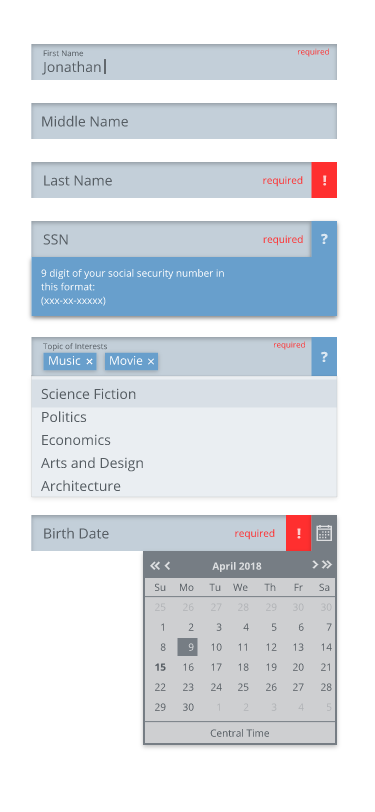 First Name
required
Jonathan
Middle Name
Last Name required !
SSN required ?
9 digit of your social security number in
this format:
(xxx-xx-xxxxx)
Topic of Interests required
Music × Movie × ?
Science Fiction
Politics
Economics
Arts and Design
Architecture
Birth Date required !
« ‹ April 2018 › »
Su Mo Tu We Th Fr Sa
25 26 27 28 29 30 30
1 2 3 4 5 6 7
8 9 10 11 12 13 14
15 16 17 18 19 20 21
22 23 24 25 26 27 28
29 30 1 2 3 4 5
Central Time